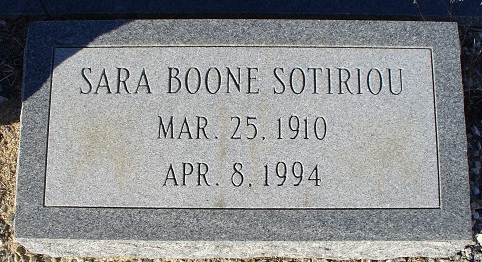 SARA BOONE SOTIRIOU
MAR. 25, 1910
APR. 8, 1994